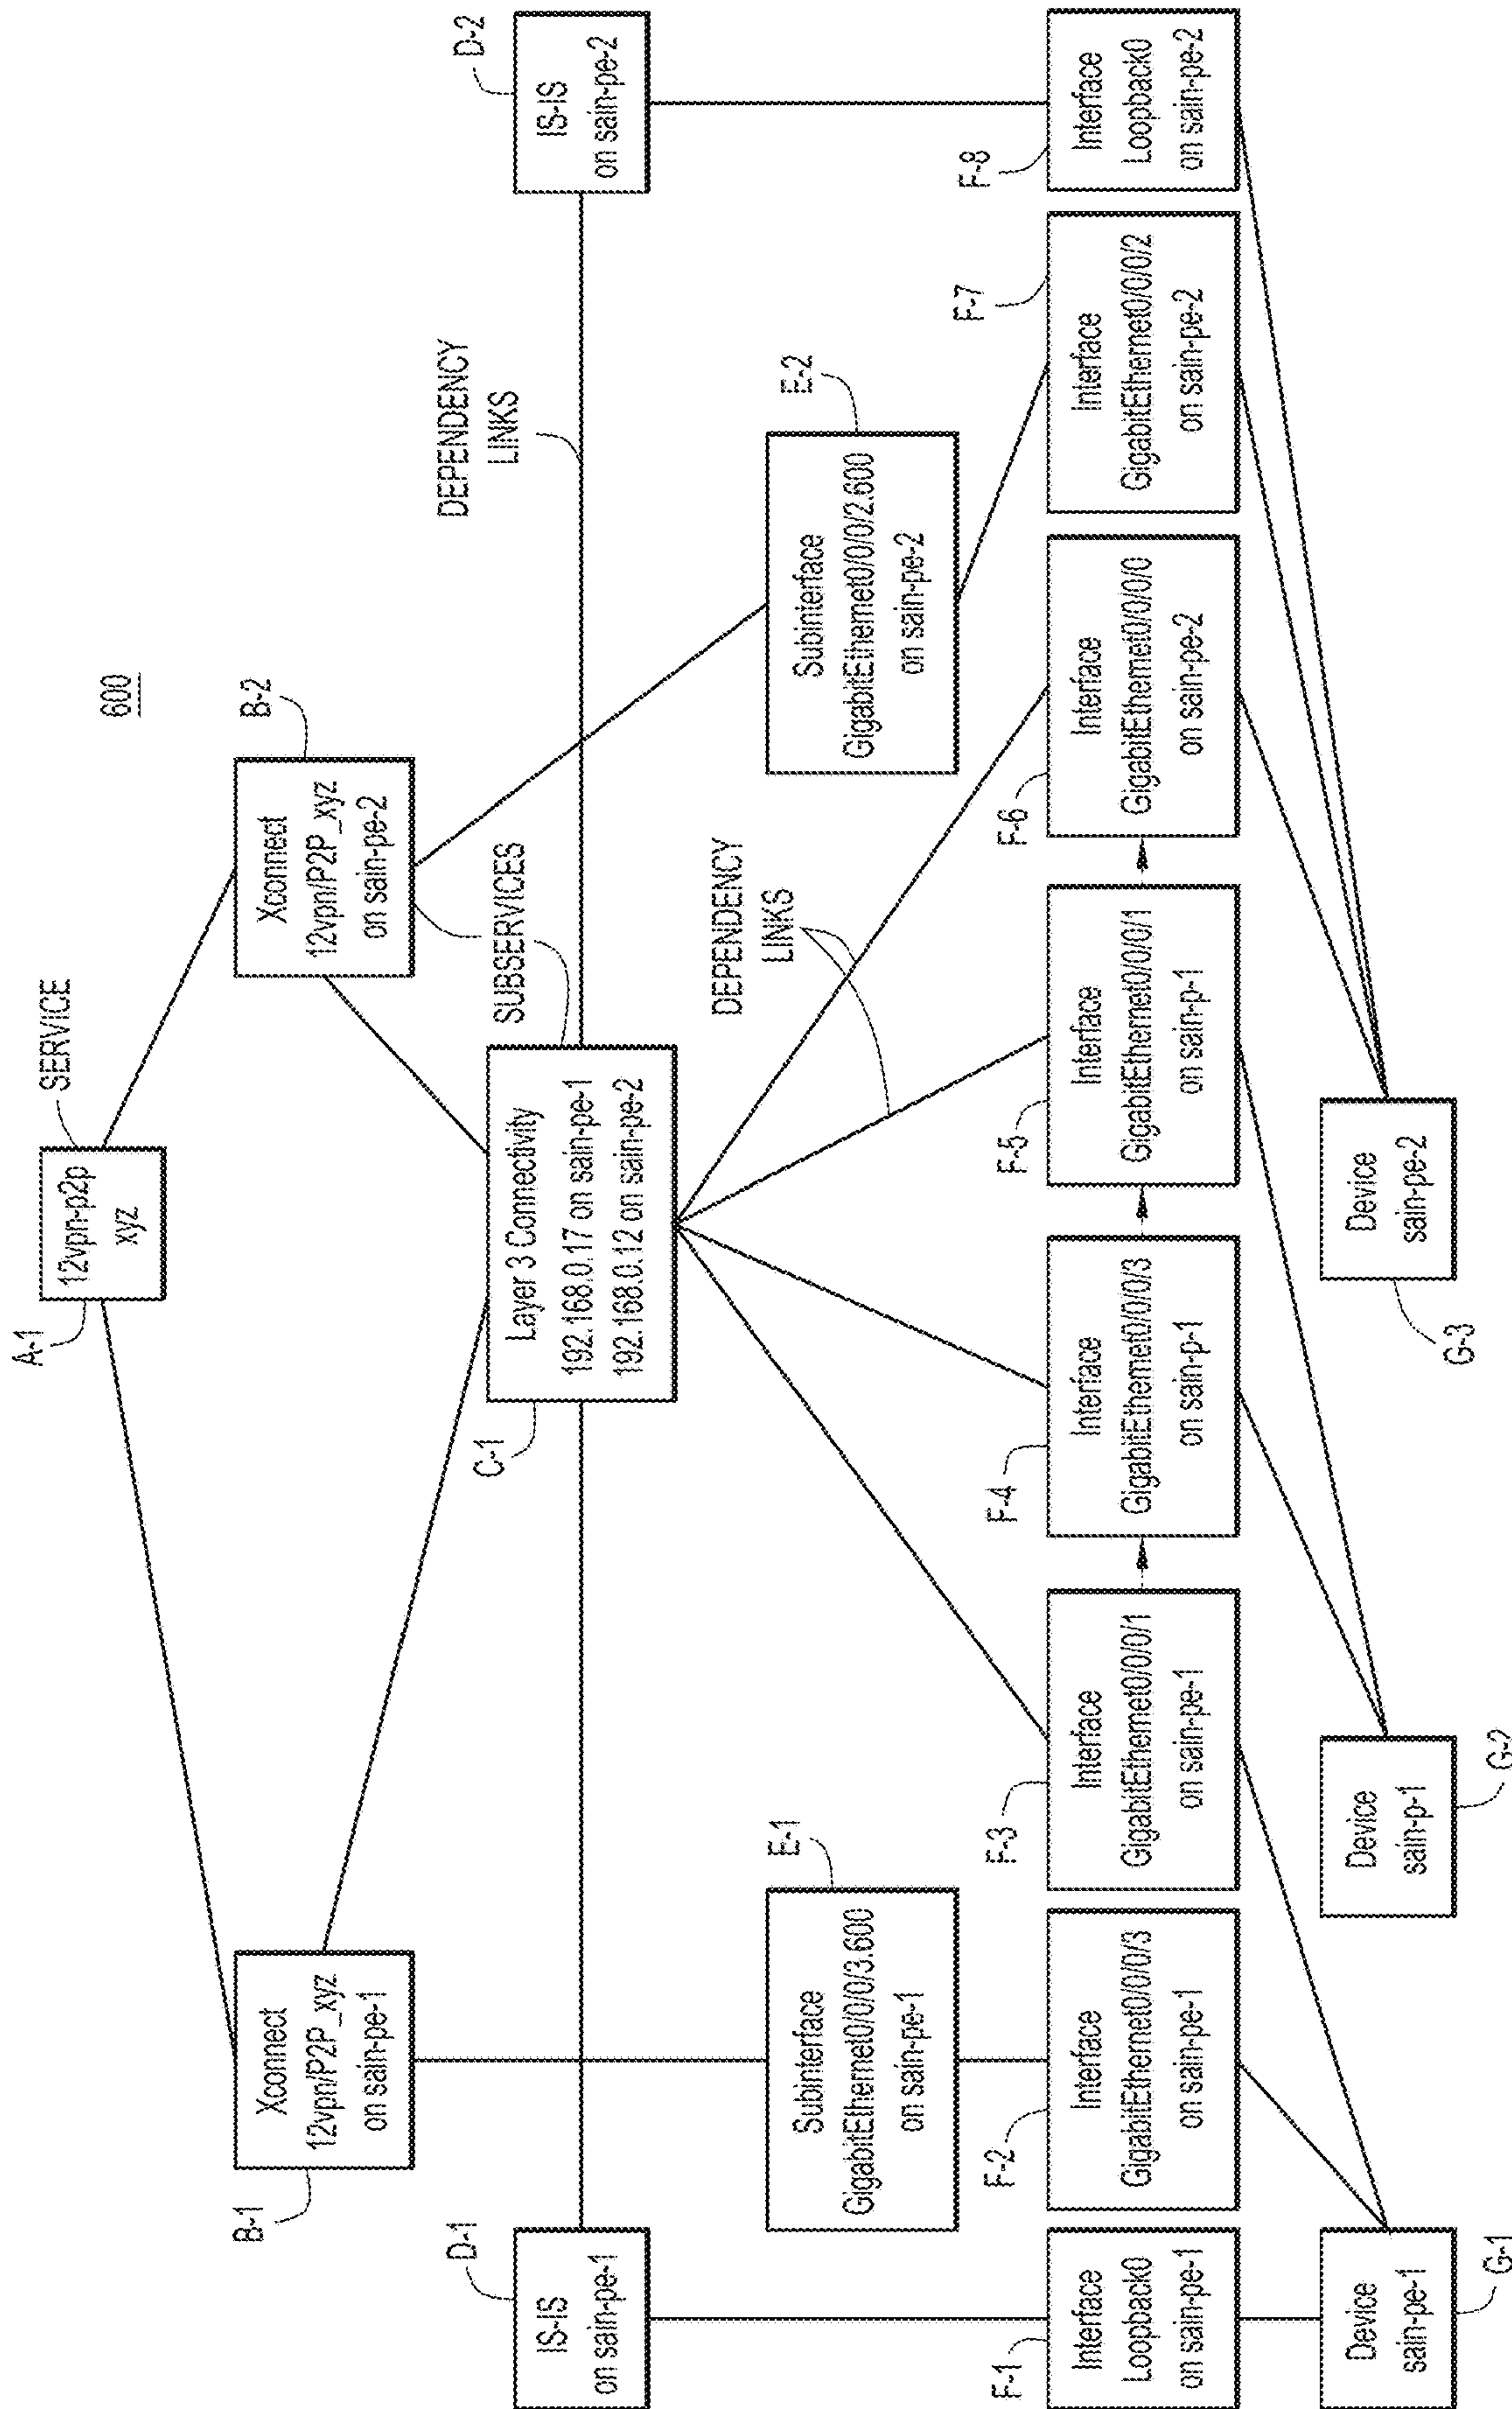 600
A-1
12vpn-p2p
xyz
SERVICE
B-1
Xconnect
12vpn/P2P_xyz
on sain-pe-1
B-2
Xconnect
12vpn/P2P_xyz
on sain-pe-2
SUBSERVICES
DEPENDENCY
LINKS
D-1
IS-IS
on sain-pe-1
C-1
Layer 3 Connectivity
192.168.0.17 on sain-pe-1
192.168.0.12 on sain-pe-2
D-2
IS-IS
on sain-pe-2
E-1
Subinterface
GigabitEthernet0/0/0/3.600
on sain-pe-1
DEPENDENCY
LINKS
E-2
Subinterface
GigabitEthernet0/0/0/2.600
on sain-pe-2
F-1
Interface
Loopback0
on sain-pe-1
F-2
Interface
GigabitEthernet0/0/0/3
on sain-pe-1
F-3
Interface
GigabitEthernet0/0/0/1
on sain-pe-1
F-4
Interface
GigabitEthernet0/0/0/3
on sain-p-1
F-5
Interface
GigabitEthernet0/0/0/1
on sain-p-1
F-6
Interface
GigabitEthernet0/0/0/0
on sain-pe-2
F-7
Interface
GigabitEthernet0/0/0/2
on sain-pe-2
F-8
Interface
Loopback0
on sain-pe-2
Device
sain-pe-1
G-1
Device
sain-p-1
G-2
Device
sain-pe-2
G-3